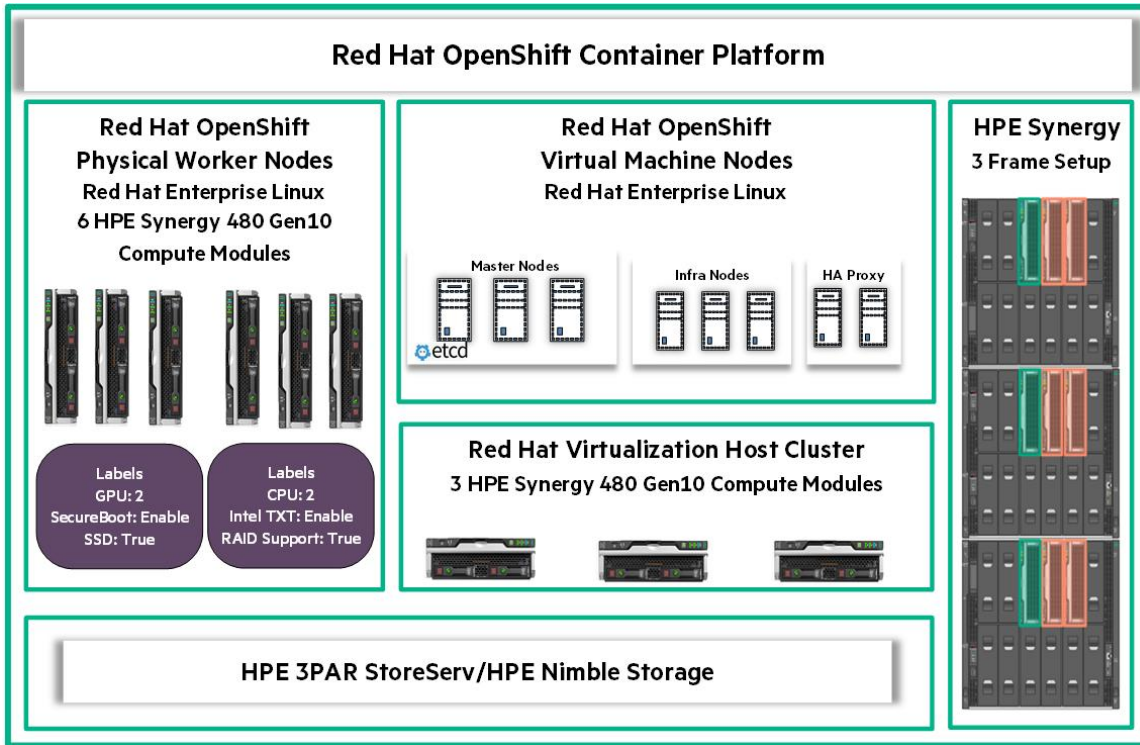 Red Hat OpenShift Container Platform
Red Hat OpenShift
Physical Worker Nodes
Red Hat Enterprise Linux
6 HPE Synergy 480 Gen10
Compute Modules
Labels
GPU: 2
SecureBoot: Enable
SSD: True
Labels
CPU: 2
Intel TXT: Enable
RAID Support: True
Red Hat OpenShift
Virtual Machine Nodes
Red Hat Enterprise Linux
Master Nodes
etcd
Infra Nodes
HA Proxy
Red Hat Virtualization Host Cluster
3 HPE Synergy 480 Gen10 Compute Modules
HPE Synergy
3 Frame Setup
HPE 3PAR StoreServ/HPE Nimble Storage